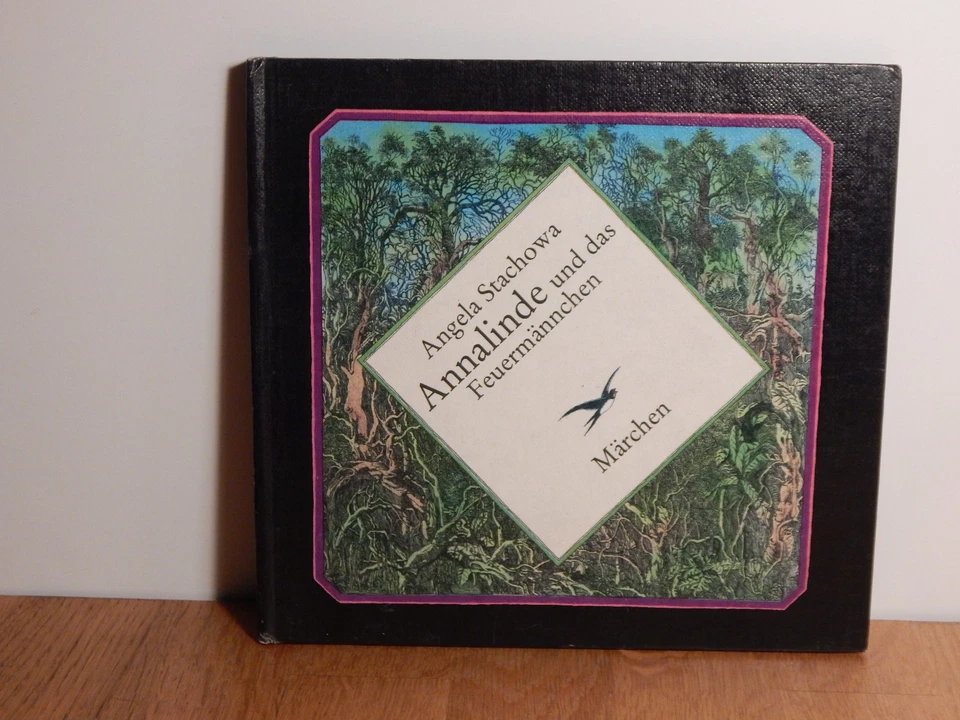 Angela Stachowa
Annalinde und das
Feuermännchen
Märchen